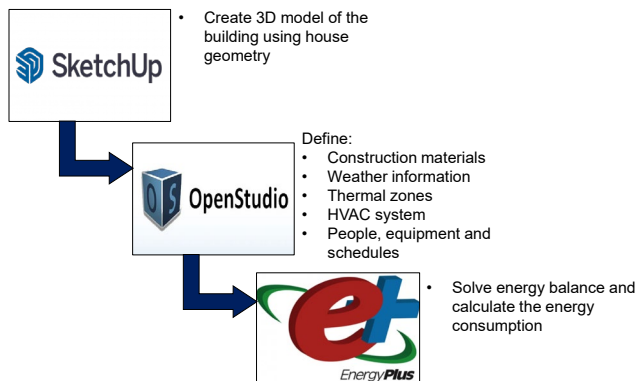 • Create 3D model of the
building using house
geometry
SketchUp
Define:
• Construction materials
• Weather information
• Thermal zones
• HVAC system
• People, equipment and
schedules
OS OpenStudio
• Solve energy balance and
calculate the energy
consumption
e+
EnergyPlus